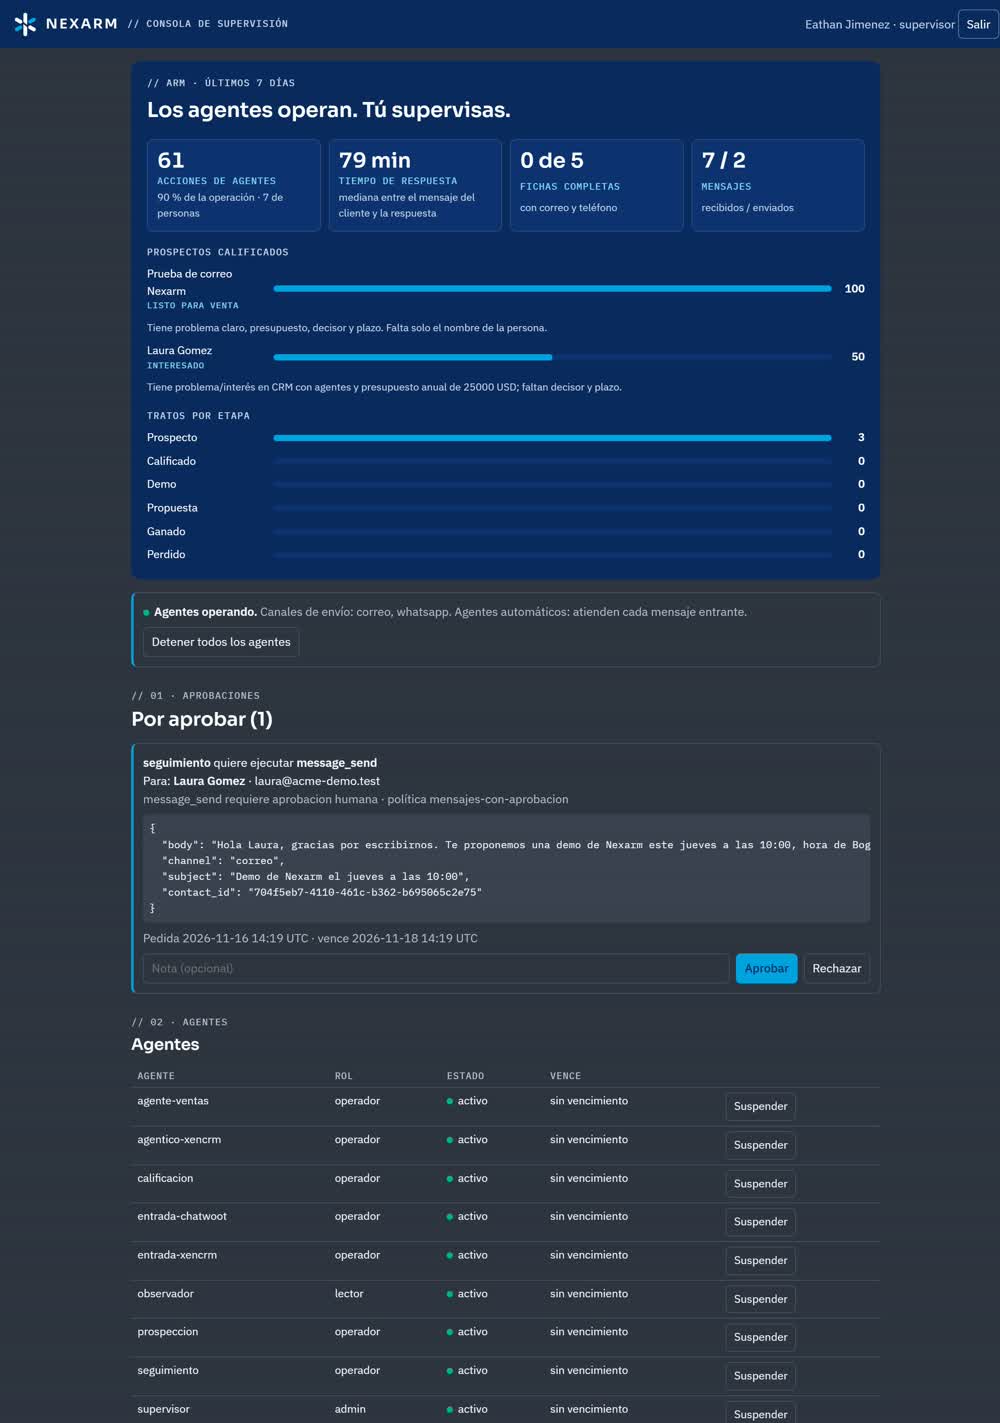 NEXARM // CONSOLA DE SUPERVISIÓN
Eathan Jimenez · supervisor Salir
// ARM · ÚLTIMOS 7 DÍAS
Los agentes operan. Tú supervisas.
61
ACCIONES DE AGENTES
90 % de la operación · 7 de
personas
79 min
TIEMPO DE RESPUESTA
mediana entre el mensaje del
cliente y la respuesta
0 de 5
FICHAS COMPLETAS
con correo y teléfono
7 / 2
MENSAJES
recibidos / enviados
PROSPECTOS CALIFICADOS
Prueba de correo
Nexarm
LISTO PARA VENTA
100
Tiene problema claro, presupuesto, decisor y plazo. Falta solo el nombre de la persona.
Laura Gomez
INTERESADO
50
Tiene problema/interés en CRM con agentes y presupuesto anual de 25000 USD; faltan decisor y plazo.
TRATOS POR ETAPA
Prospecto 3
Calificado 0
Demo 0
Propuesta 0
Ganado 0
Perdido 0
Agentes operando. Canales de envío: correo, whatsapp. Agentes automáticos: atienden cada mensaje entrante.
Detener todos los agentes
// 01 · APROBACIONES
Por aprobar (1)
seguimiento quiere ejecutar message_send
Para: Laura Gomez · laura@acme-demo.test
message_send requiere aprobacion humana · política mensajes-con-aprobacion
{
"body": "Hola Laura, gracias por escribirnos. Te proponemos una demo de Nexarm este jueves a las 10:00, hora de Bog
"channel": "correo",
"subject": "Demo de Nexarm el jueves a las 10:00",
"contact_id": "704f5eb7-4110-461c-b362-b695065c2e75"
}
Pedida 2026-11-16 14:19 UTC · vence 2026-11-18 14:19 UTC
Nota (opcional) Aprobar Rechazar
// 02 · AGENTES
Agentes
AGENTE ROL ESTADO VENCE
agente-ventas operador activo sin vencimiento Suspender
agentico-xencrm operador activo sin vencimiento Suspender
calificacion operador activo sin vencimiento Suspender
entrada-chatwoot operador activo sin vencimiento Suspender
entrada-xencrm operador activo sin vencimiento Suspender
observador lector activo sin vencimiento Suspender
prospeccion operador activo sin vencimiento Suspender
seguimiento operador activo sin vencimiento Suspender
supervisor admin activo sin vencimiento Suspender